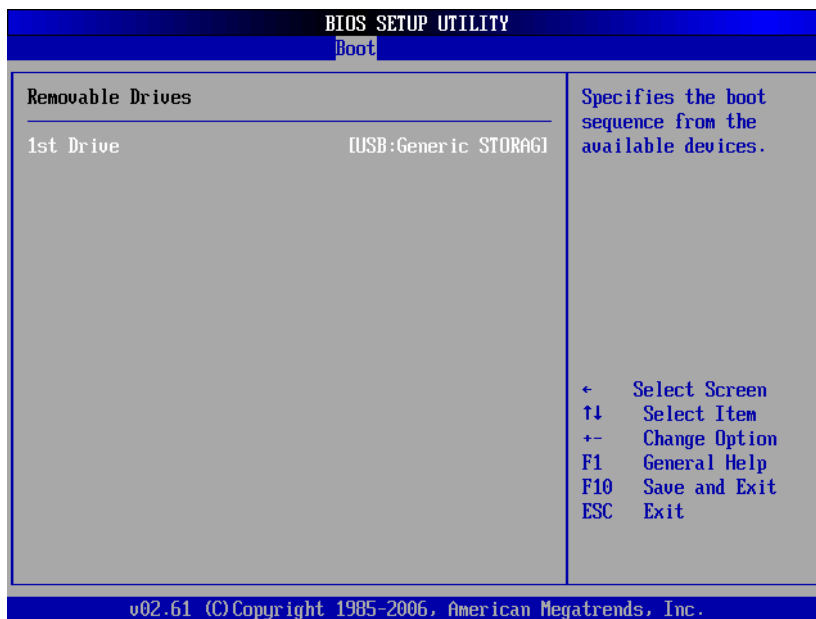 BIOS SETUP UTILITY
Boot
Removable Drives
1st Drive [USB:Generic STORAG]
Specifies the boot
sequence from the
available devices.
← Select Screen
↑↓ Select Item
+- Change Option
F1 General Help
F10 Save and Exit
ESC Exit
v02.61 (C)Copyright 1985-2006, American Megatrends, Inc.